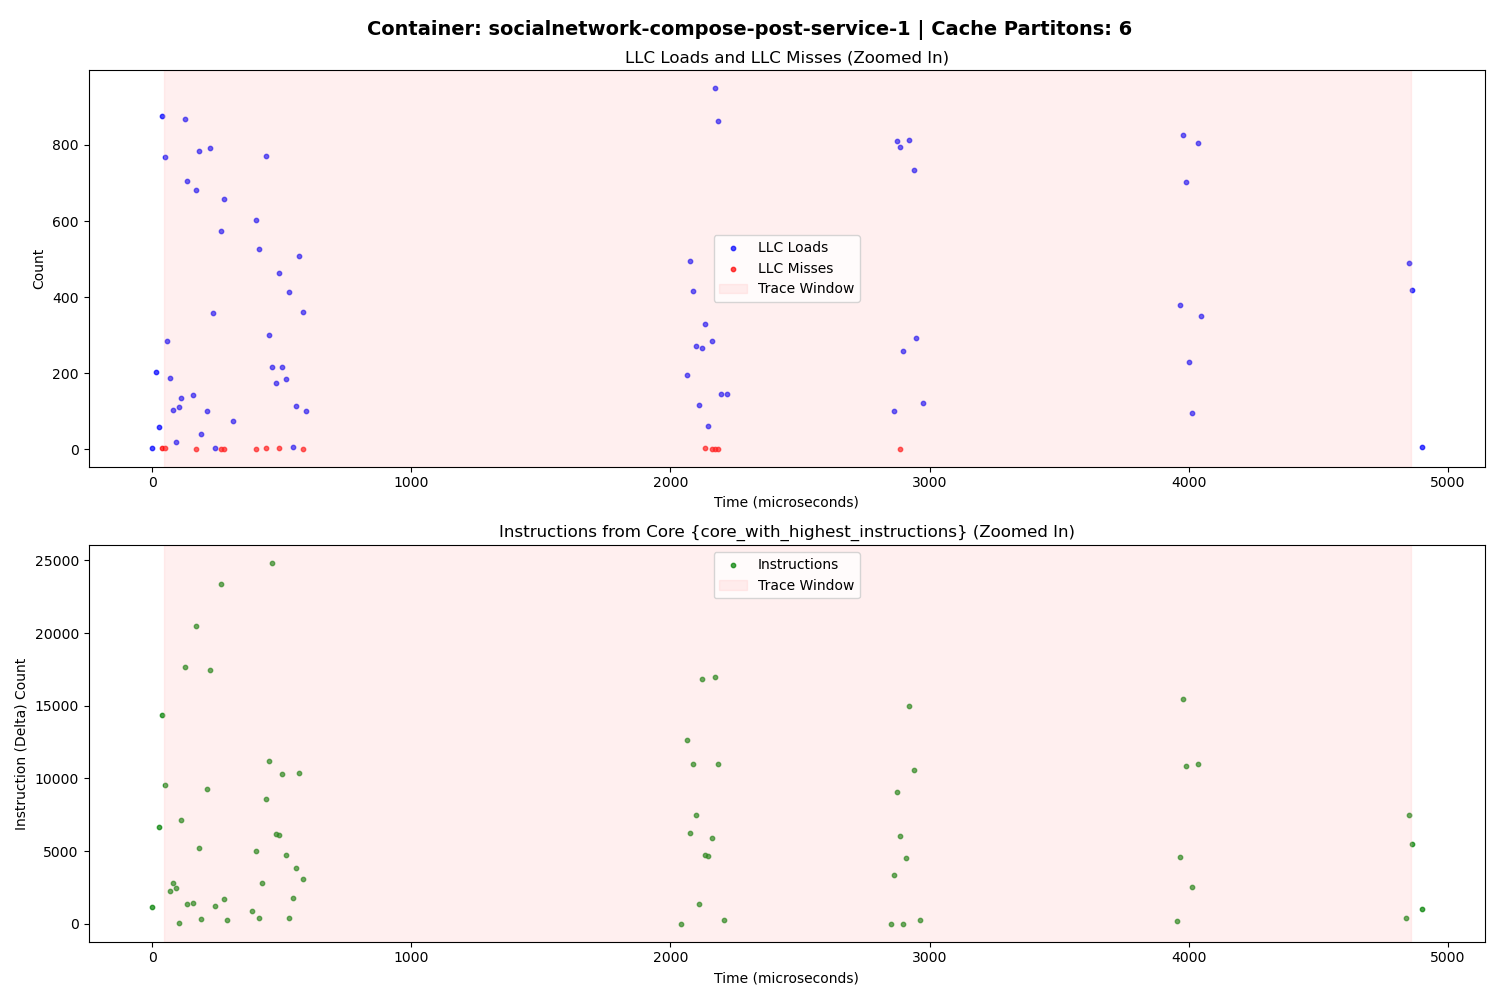 Container: socialnetwork-compose-post-service-1 | Cache Partitons: 6
LLC Loads and LLC Misses (Zoomed In)
Count
800
600
400
200
0
LLC Loads
LLC Misses
Trace Window
0 1000 2000 3000 4000 5000
Time (microseconds)
Instructions from Core {core_with_highest_instructions} (Zoomed In)
Instruction (Delta) Count
25000
20000
15000
10000
5000
0
Instructions
Trace Window
0 1000 2000 3000 4000 5000
Time (microseconds)